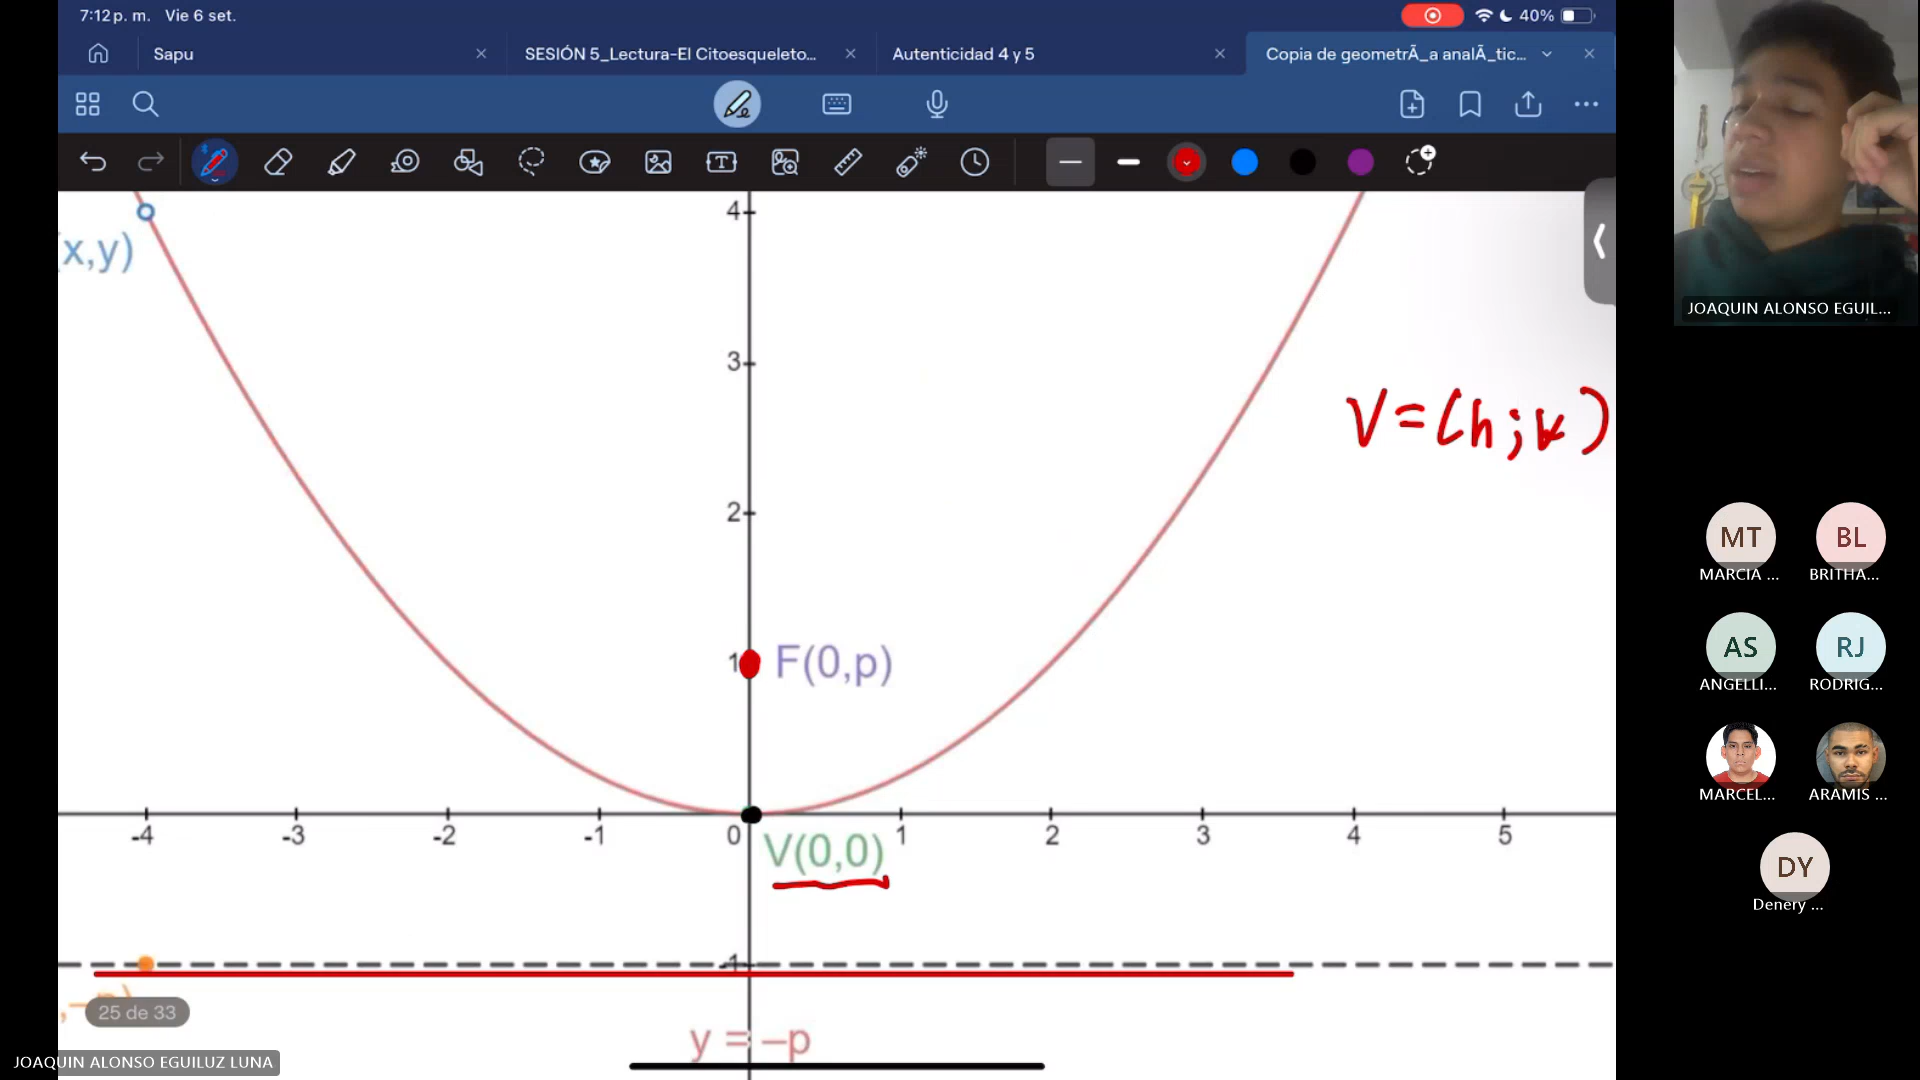 7:12 p. m. Vie 6 set.
40%
Sapu
SESIÓN 5_Lectura-El Citoesqueleto...
Autenticidad 4 y 5
Copia de geometrÃ_a analÃ_tic...
JOAQUIN ALONSO EGUIL...
4
x,y)
3
V=(h;k)
2
1
F(0,p)
-4 -3 -2 -1 0 1 2 3 4 5
V(0,0)
-1
25 de 33
y = –p
MT
MARCIA ...
BL
BRITHA...
AS
ANGELLI...
RJ
RODRIG...
MARCEL...
ARAMIS ...
DY
Denery ...
JOAQUIN ALONSO EGUILUZ LUNA